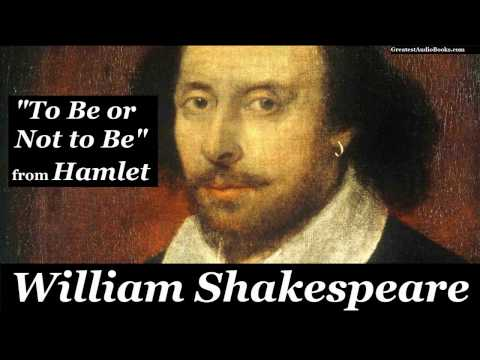 GreatestAudioBooks.com
"To Be or
Not to Be"
from Hamlet
William Shakespeare